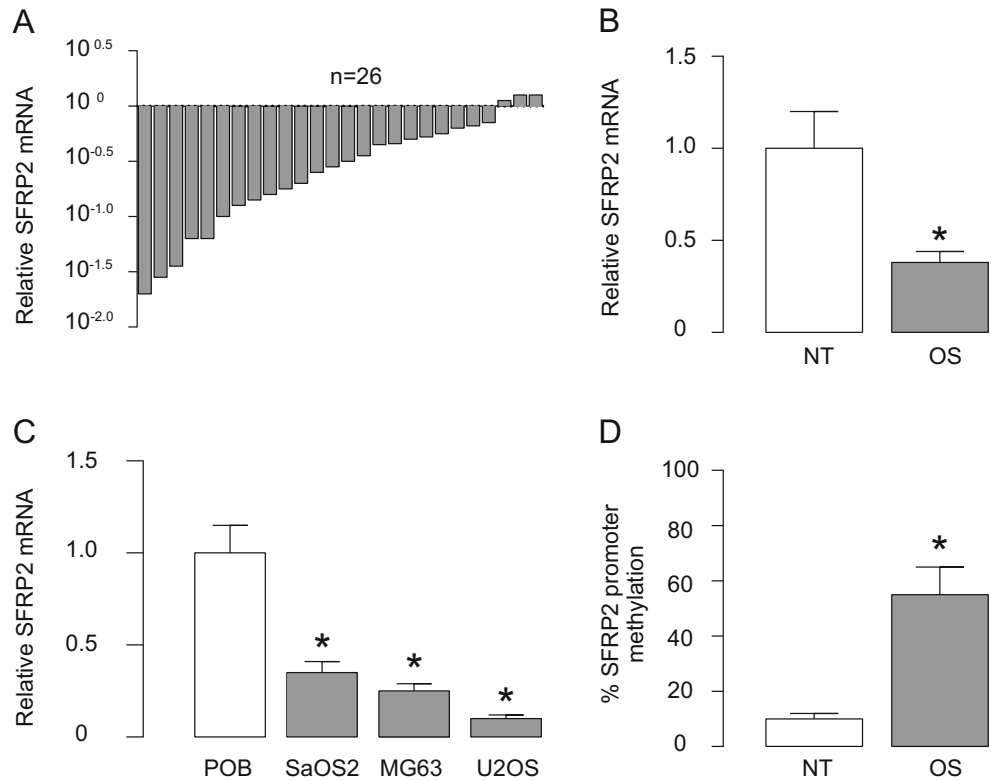 A
Relative SFRP2 mRNA
10^0.5
10^0
10^-0.5
10^-1.0
10^-1.5
10^-2.0
n=26
B
Relative SFRP2 mRNA
1.5
1.0
0.5
0
*
NT OS
C
Relative SFRP2 mRNA
1.5
1.0
0.5
0
* * *
POB SaOS2 MG63 U2OS
D
% SFRP2 promoter
methylation
100
80
60
40
20
0
*
NT OS